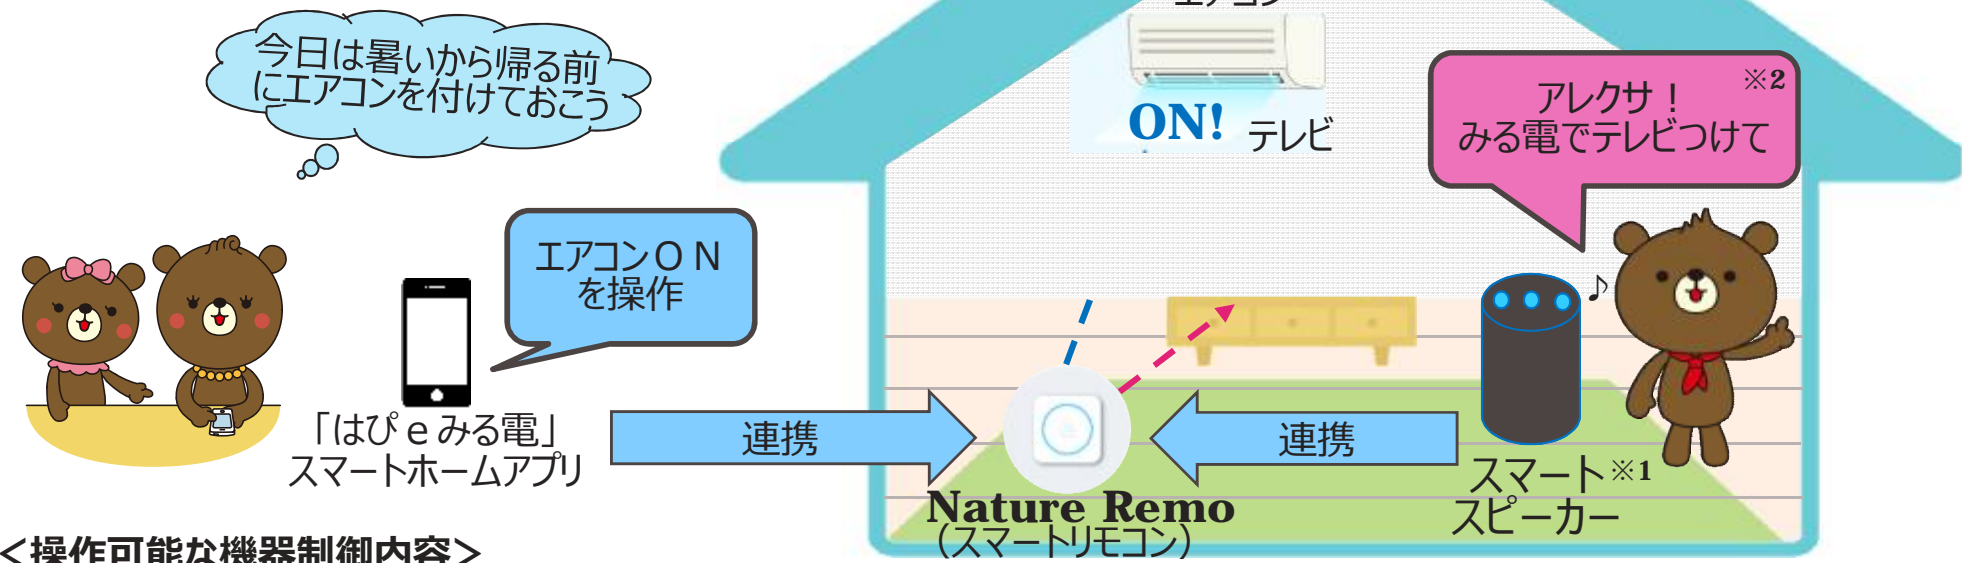 今日は暑いから帰る前
にエアコンを付けておこう
エアコン
ON!
テレビ
※2
アレクサ！
みる電でテレビつけて
エアコンＯＮ
を操作
♪
「はぴｅみる電」
スマートホームアプリ
連携
連携
Nature Remo
（スマートリモコン）
スマート※1
スピーカー
＜操作可能な機器制御内容＞